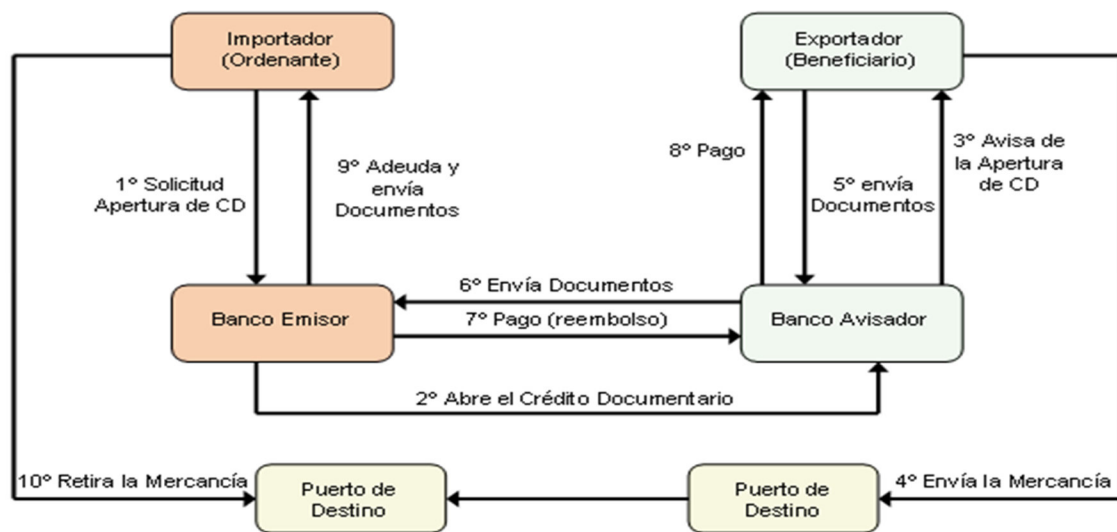 Importador
(Ordenante)
Exportador
(Beneficiario)
1º Solicitud
Apertura de CD
9º Adeuda y
envía
Documentos
8º Pago
5º envía
Documentos
3º Avisa de
la Apertura
de CD
Banco Emisor
6º Envía Documentos
7º Pago (reembolso)
Banco Avisador
2º Abre el Crédito Documentario
10º Retira la Mercancía
Puerto de
Destino
Puerto de
Destino
4º Envía la Mercancía